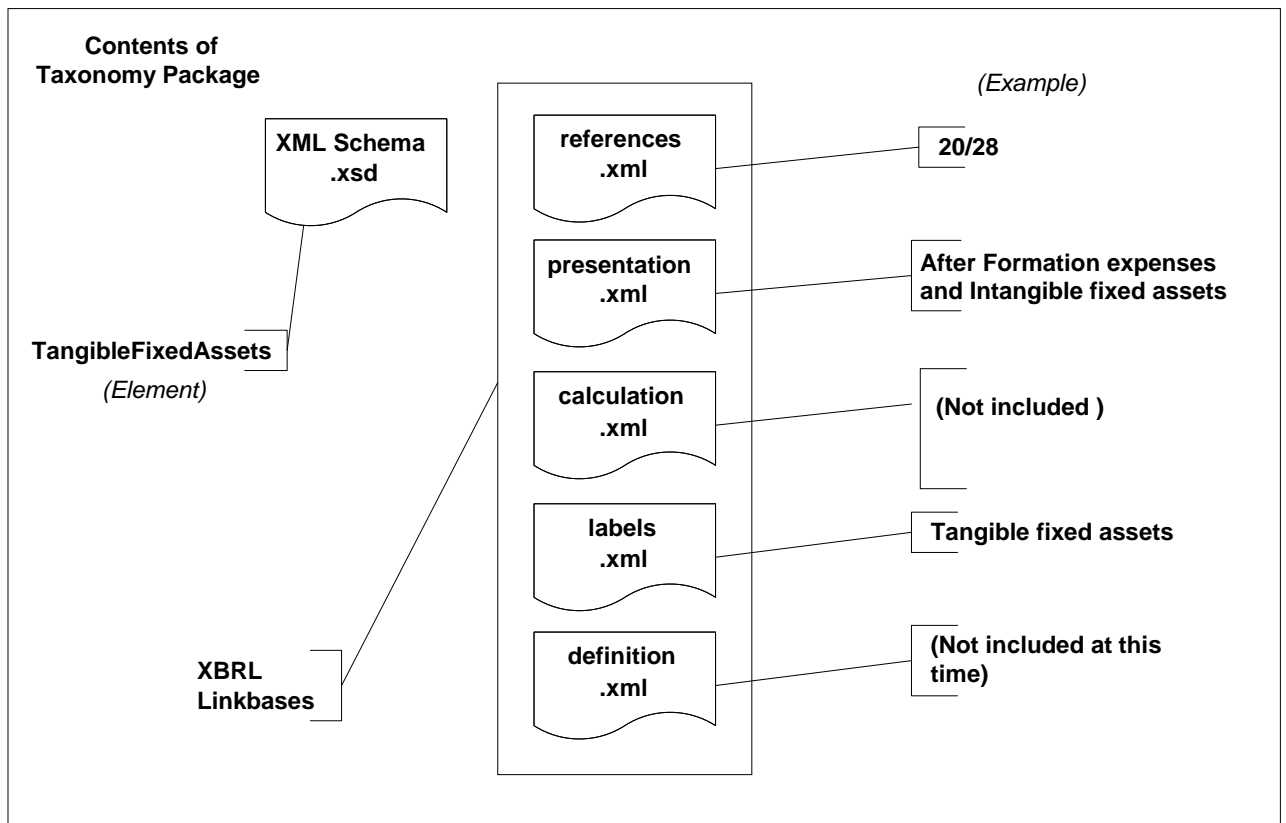 Contents of
Taxonomy Package
(Example)
XML Schema
.xsd
references
.xml
20/28
presentation
.xml
After Formation expenses
and Intangible fixed assets
TangibleFixedAssets
(Element)
calculation
.xml
(Not included )
labels
.xml
Tangible fixed assets
XBRL
Linkbases
definition
.xml
(Not included at this
time)